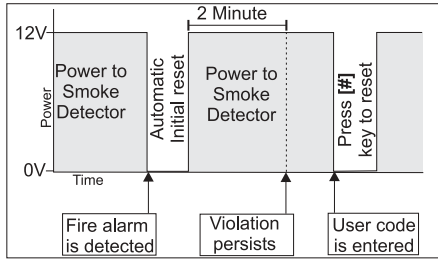 2 Minute
12V
Power to
Smoke
Detector
Automatic
Initial reset
Power to
Smoke
Detector
Press [#]
key to reset
Power
0V
Time
Fire alarm
is detected
Violation
persists
User code
is entered